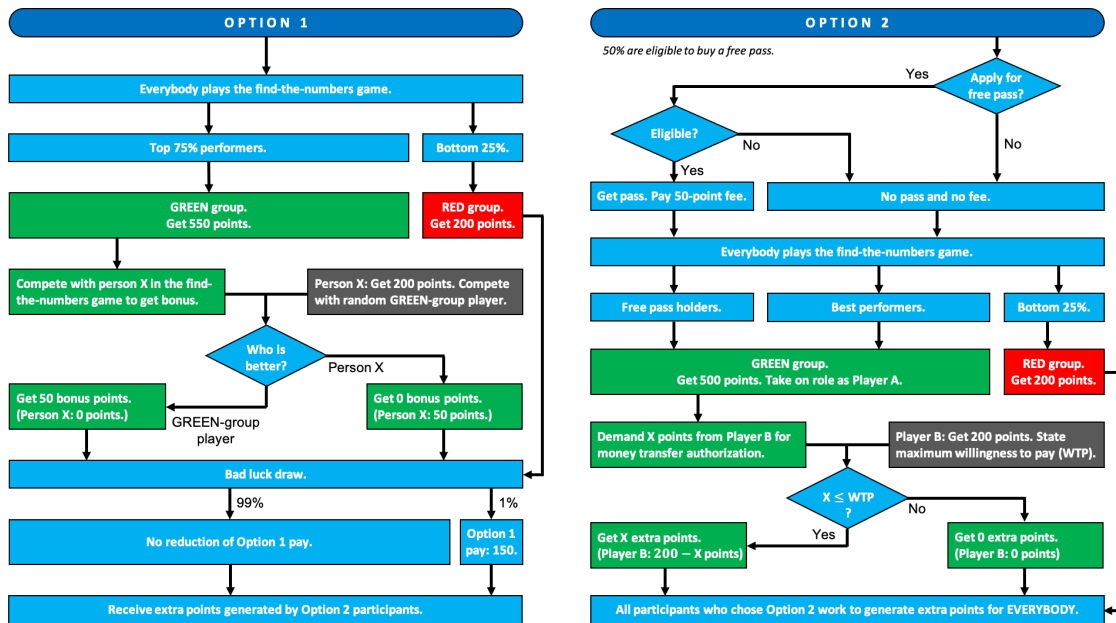 OPTION 1
Everybody plays the find-the-numbers game.
Top 75% performers.
Bottom 25%.
GREEN group.
Get 550 points.
RED group.
Get 200 points.
Compete with person X in the find-
the-numbers game to get bonus.
Person X: Get 200 points. Compete
with random GREEN-group player.
Who is
better?
Person X
Get 50 bonus points.
(Person X: 0 points.)
GREEN-group
player
Get 0 bonus points.
(Person X: 50 points.)
Bad luck draw.
99%
1%
No reduction of Option 1 pay.
Option 1
pay: 150.
Receive extra points generated by Option 2 participants.
OPTION 2
50% are eligible to buy a free pass.
Apply for
free pass?
Yes
No
Eligible?
No
Yes
Get pass. Pay 50-point fee.
No pass and no fee.
Everybody plays the find-the-numbers game.
Free pass holders.
Best performers.
Bottom 25%.
GREEN group.
Get 500 points. Take on role as Player A.
RED group.
Get 200 points.
Demand X points from Player B for
money transfer authorization.
Player B: Get 200 points. State
maximum willingness to pay (WTP).
X ≤ WTP
?
No
Yes
Get X extra points.
(Player B: 200 − X points)
Get 0 extra points.
(Player B: 0 points)
All participants who chose Option 2 work to generate extra points for EVERYBODY.